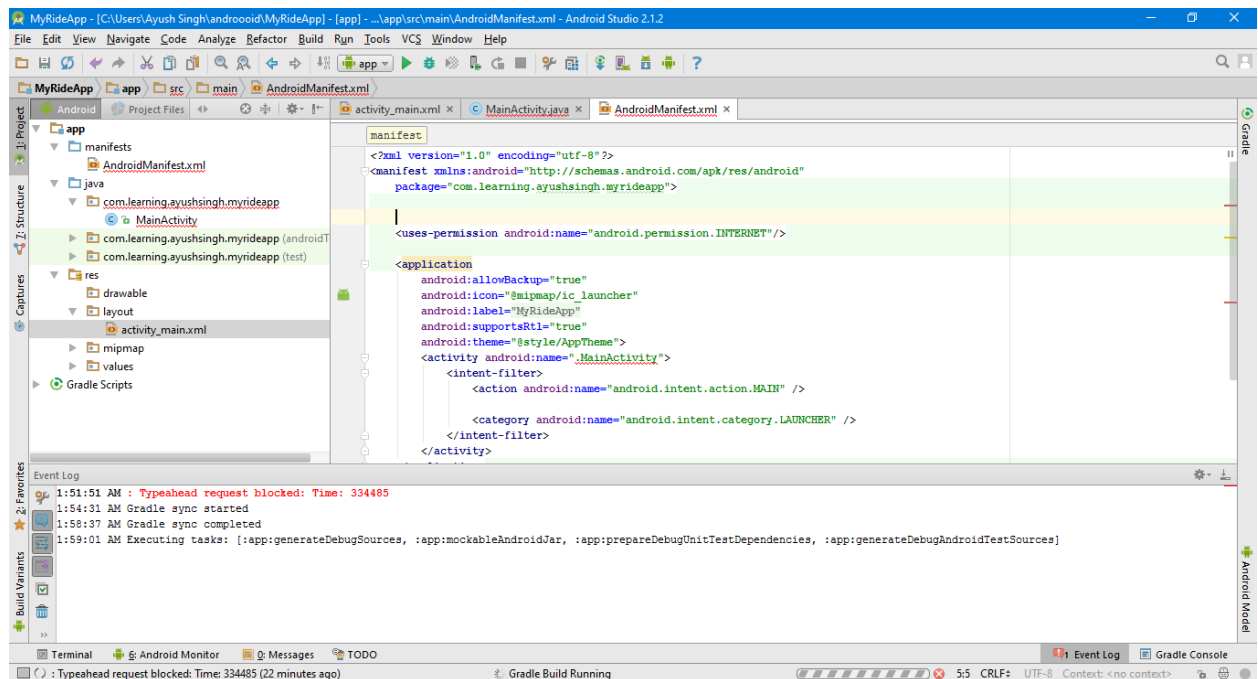 MyRideApp - [C:\Users\Ayush Singh\androooid\MyRideApp] - [app] - ...\app\src\main\AndroidManifest.xml - Android Studio 2.1.2
File Edit View Navigate Code Analyze Refactor Build Run Tools VCS Window Help
app
MyRideApp app src main AndroidManifest.xml
Android Project Files
activity_main.xml MainActivity.java AndroidManifest.xml
1: Project
Z: Structure
Captures
2: Favorites
Build Variants
app
manifests
AndroidManifest.xml
java
com.learning.ayushsingh.myrideapp
MainActivity
com.learning.ayushsingh.myrideapp (androidT
com.learning.ayushsingh.myrideapp (test)
res
drawable
layout
activity_main.xml
mipmap
values
Gradle Scripts
manifest
<?xml version="1.0" encoding="utf-8"?>
<manifest xmlns:android="http://schemas.android.com/apk/res/android"
package="com.learning.ayushsingh.myrideapp">
<uses-permission android:name="android.permission.INTERNET"/>
<application
android:allowBackup="true"
android:icon="@mipmap/ic_launcher"
android:label="MyRideApp"
android:supportsRtl="true"
android:theme="@style/AppTheme">
<activity android:name=".MainActivity">
<intent-filter>
<action android:name="android.intent.action.MAIN" />
<category android:name="android.intent.category.LAUNCHER" />
</intent-filter>
</activity>
Gradle
Android Model
Event Log
1:51:51 AM : Typeahead request blocked: Time: 334485
1:54:31 AM Gradle sync started
1:58:37 AM Gradle sync completed
1:59:01 AM Executing tasks: [:app:generateDebugSources, :app:mockableAndroidJar, :app:prepareDebugUnitTestDependencies, :app:generateDebugAndroidTestSources]
Terminal 6: Android Monitor 0: Messages TODO 1 Event Log Gradle Console
: Typeahead request blocked: Time: 334485 (22 minutes ago) Gradle Build Running 5:5 CRLF UTF-8 Context: <no context>